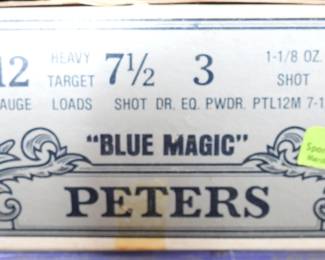 12 HEAVY 7½ 3 1-1/8 OZ.
TARGET SHOT
AUGE LOADS SHOT DR. EQ. PWDR. PTL12M 7-1
"BLUE MAGIC"
Spo
PETERS